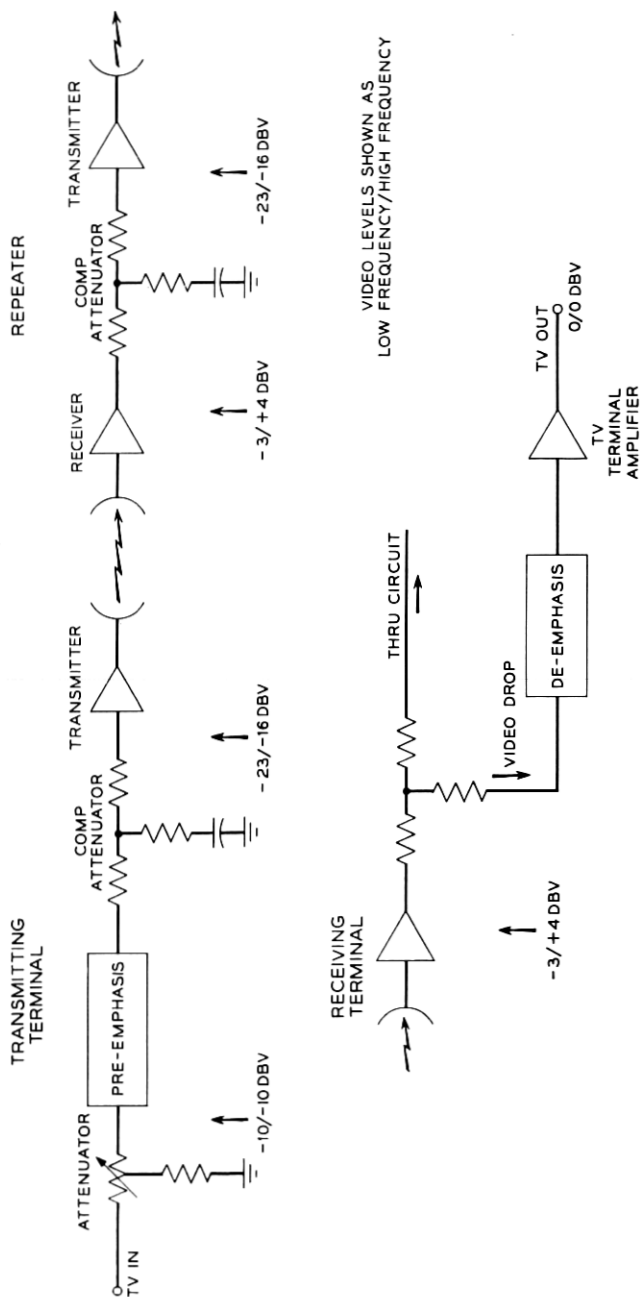 TRANSMITTING
TERMINAL
REPEATER
TV IN
ATTENUATOR
-10/-10 DBV
PRE-EMPHASIS
COMP
ATTENUATOR
-23/-16 DBV
TRANSMITTER
RECEIVER
-3/+4 DBV
COMP
ATTENUATOR
-23/-16 DBV
TRANSMITTER
VIDEO LEVELS SHOWN AS
LOW FREQUENCY/HIGH FREQUENCY
RECEIVING
TERMINAL
-3/+4 DBV
THRU CIRCUIT
VIDEO DROP
DE-EMPHASIS
TV
TERMINAL
AMPLIFIER
TV OUT
0/0 DBV